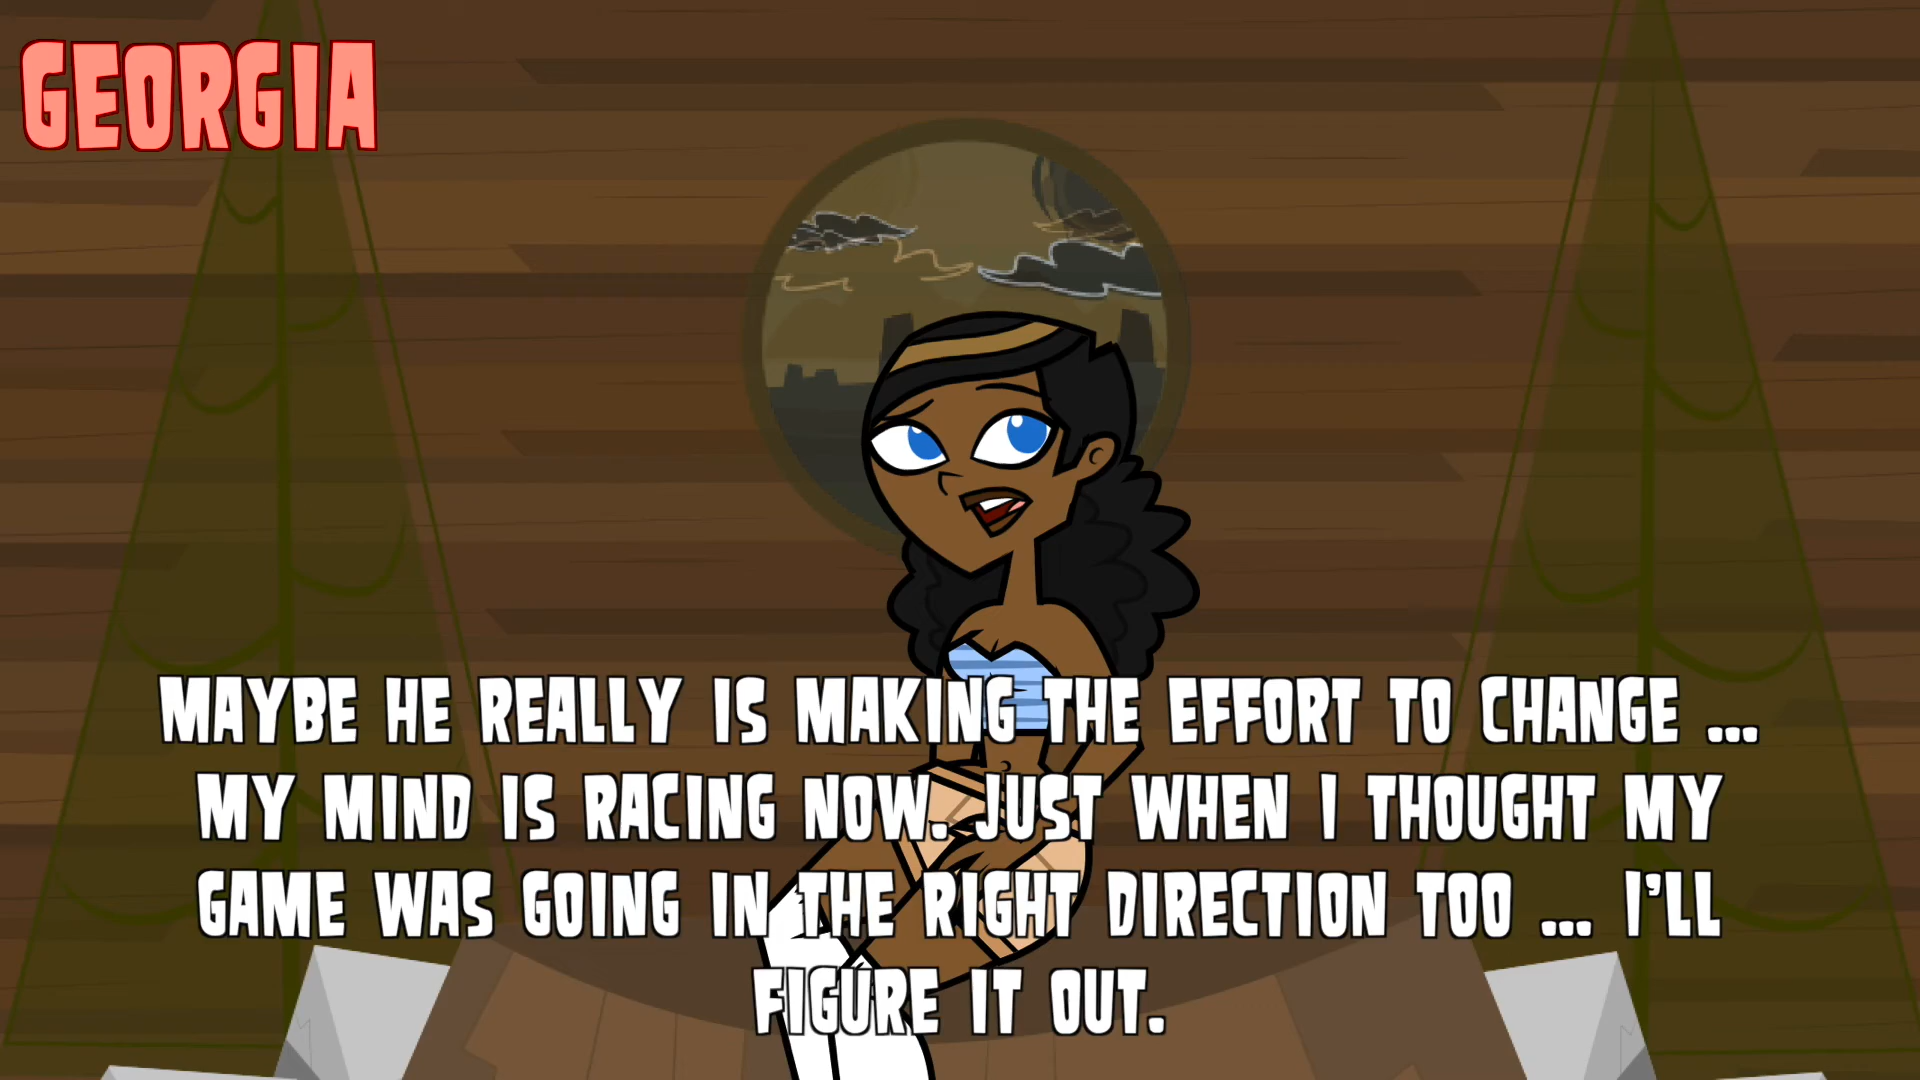 GEORGIA
MAYBE HE REALLY IS MAKING THE EFFORT TO CHANGE ...
MY MIND IS RACING NOW. JUST WHEN I THOUGHT MY
GAME WAS GOING IN THE RIGHT DIRECTION TOO ... I'LL
FIGURE IT OUT.